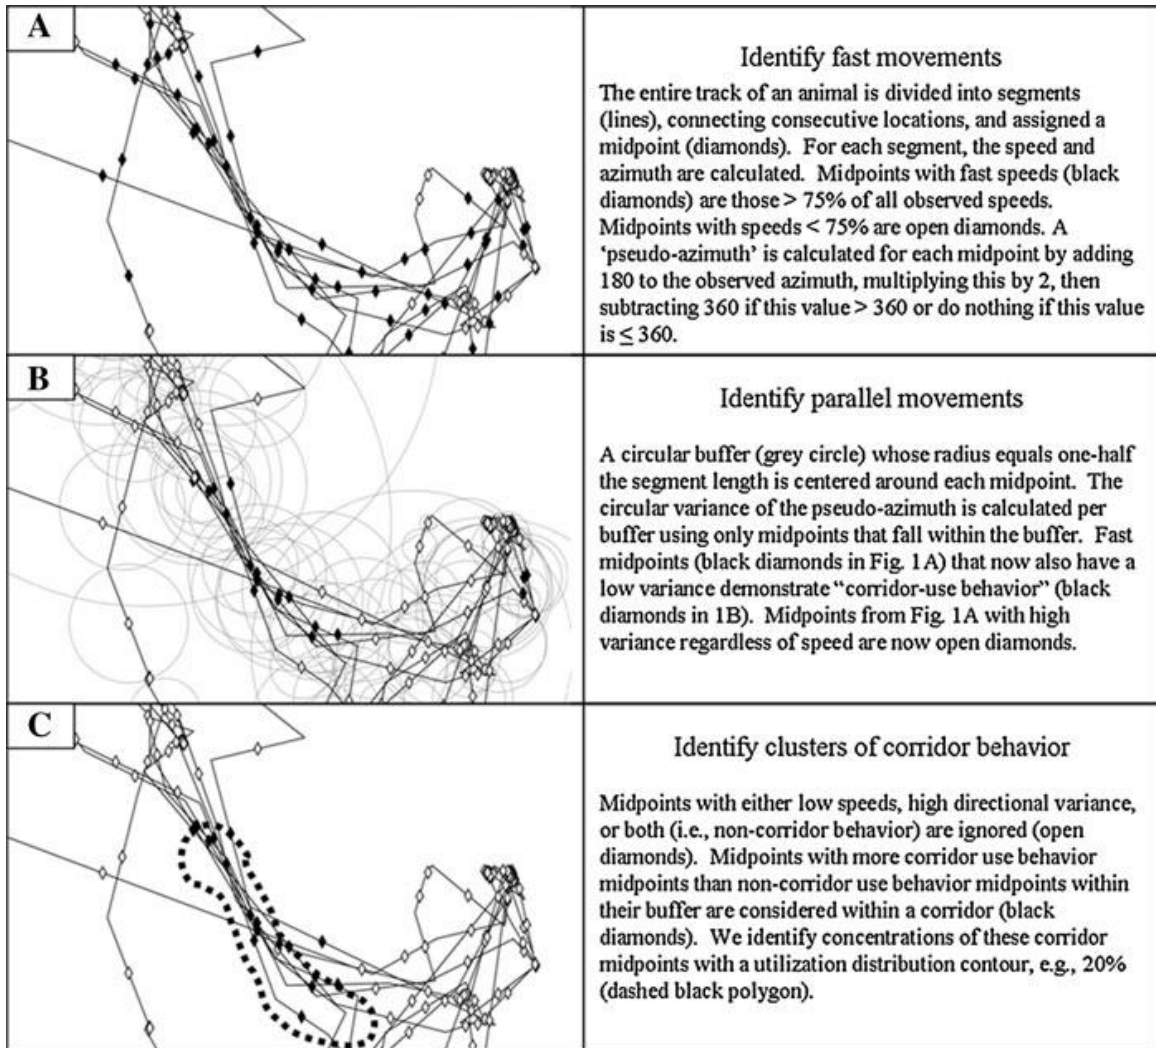 A
Identify fast movements
The entire track of an animal is divided into segments
(lines), connecting consecutive locations, and assigned a
midpoint (diamonds). For each segment, the speed and
azimuth are calculated. Midpoints with fast speeds (black
diamonds) are those > 75% of all observed speeds.
Midpoints with speeds < 75% are open diamonds. A
‘pseudo-azimuth’ is calculated for each midpoint by adding
180 to the observed azimuth, multiplying this by 2, then
subtracting 360 if this value > 360 or do nothing if this value
is ≤ 360.
B
Identify parallel movements
A circular buffer (grey circle) whose radius equals one-half
the segment length is centered around each midpoint. The
circular variance of the pseudo-azimuth is calculated per
buffer using only midpoints that fall within the buffer. Fast
midpoints (black diamonds in Fig. 1A) that now also have a
low variance demonstrate “corridor-use behavior” (black
diamonds in 1B). Midpoints from Fig. 1A with high
variance regardless of speed are now open diamonds.
C
Identify clusters of corridor behavior
Midpoints with either low speeds, high directional variance,
or both (i.e., non-corridor behavior) are ignored (open
diamonds). Midpoints with more corridor use behavior
midpoints than non-corridor use behavior midpoints within
their buffer are considered within a corridor (black
diamonds). We identify concentrations of these corridor
midpoints with a utilization distribution contour, e.g., 20%
(dashed black polygon).